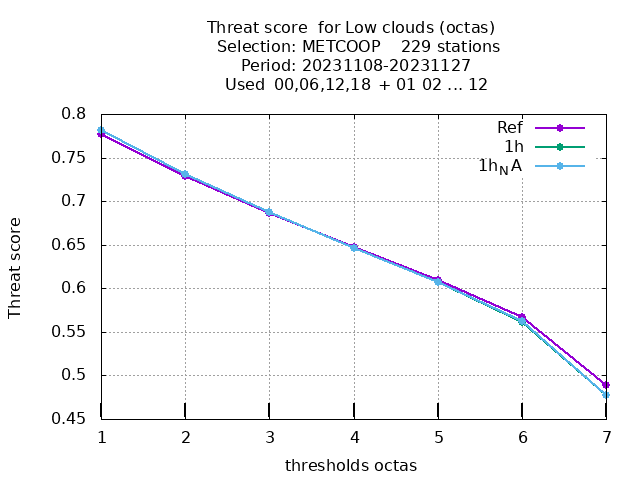 Threat score  for Low clouds (octas)
Selection: METCOOP    229 stations
Period: 20231108-20231127
Used  00,06,12,18 + 01 02 ... 12
0.8
0.75
0.7
0.65
0.6
0.55
0.5
0.45
Threat score
Ref
1h
1h_NA
1 2 3 4 5 6 7
thresholds octas